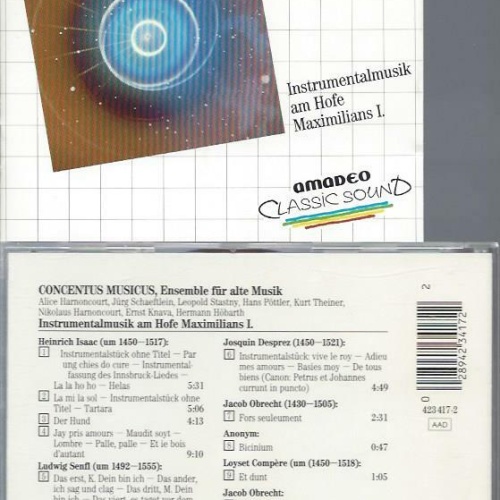 Instrumentalmusik
am Hofe
Maximilians I.
amadeo
CLASSIC SOUND
CONCENTUS MUSICUS, Ensemble für alte Musik
Alice Harnoncourt, Jürg Schaeftlein, Leopold Stastny, Hans Pöttler, Kurt Theiner,
Nikolaus Harnoncourt, Ernst Knava, Hermann Höbarth
Instrumentalmusik am Hofe Maximilians I.
Heinrich Isaac (um 1450–1517):
1 Instrumentalstück ohne Titel – Par
ung chies do cure – Instrumental-
fassung des Innsbruck-Liedes –
La la ho ho – Helas 5:31
2 La mi la sol – Instrumentalstück ohne
Titel – Tartara 5:06
3 Der Hund 4:13
4 Jay pris amours – Maudit soyt –
Lombre – Palle, palle – Et ie bois
d'autant 9:10
Ludwig Senfl (um 1492–1555):
5 Das erst, K. Dein bin ich – Das ander,
ich sag und clag – Das dritt, M. Dein
Josquin Desprez (1450–1521):
6 Instrumentalstück vive le roy – Adieu
mes amours – Basies moy – De tous
biens (Canon: Petrus et Johannes
currunt in puncto) 4:49
Jacob Obrecht (1430–1505):
7 Fors seulement 2:31
Anonym:
8 Bicinium 0:47
Loyset Compère (um 1450–1518):
9 Et dunt 1:05
Jacob Obrecht
2
0
28942 34172
423 417-2
AAD